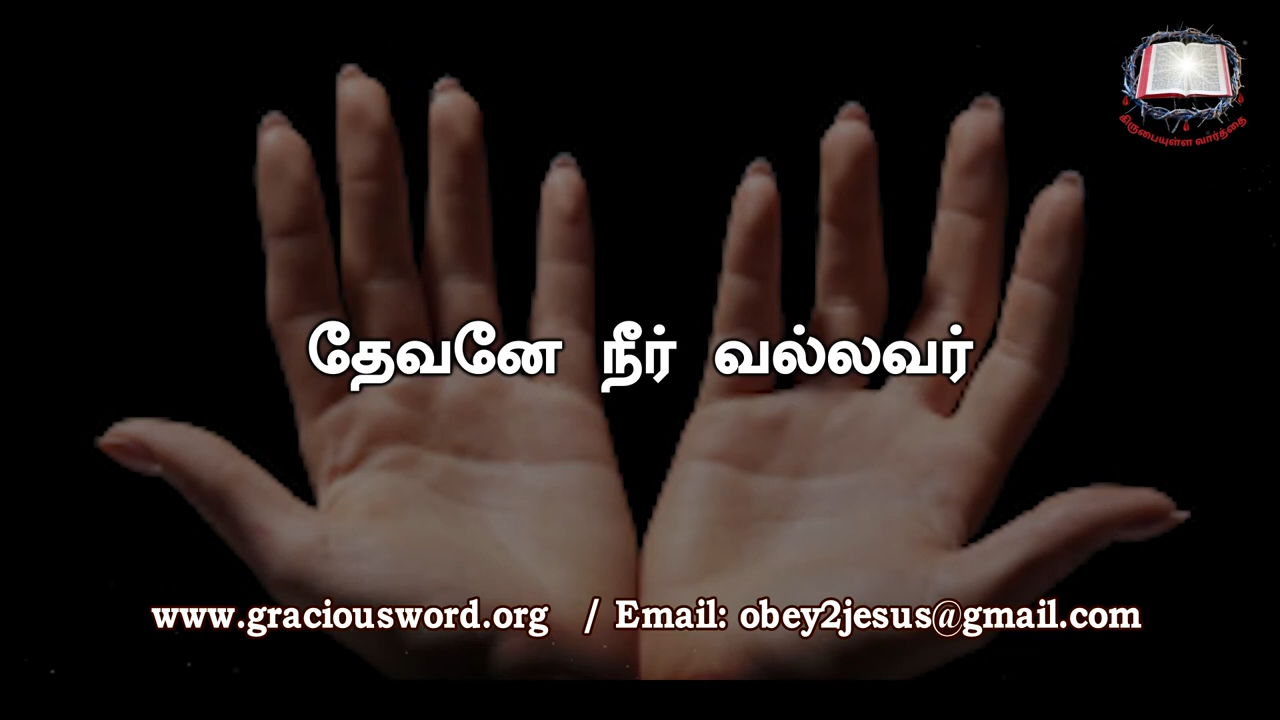 கிருபையுள்ள வார்த்தை
தேவனே நீர் வல்லவர்
www.graciousword.org / Email: obey2jesus@gmail.com